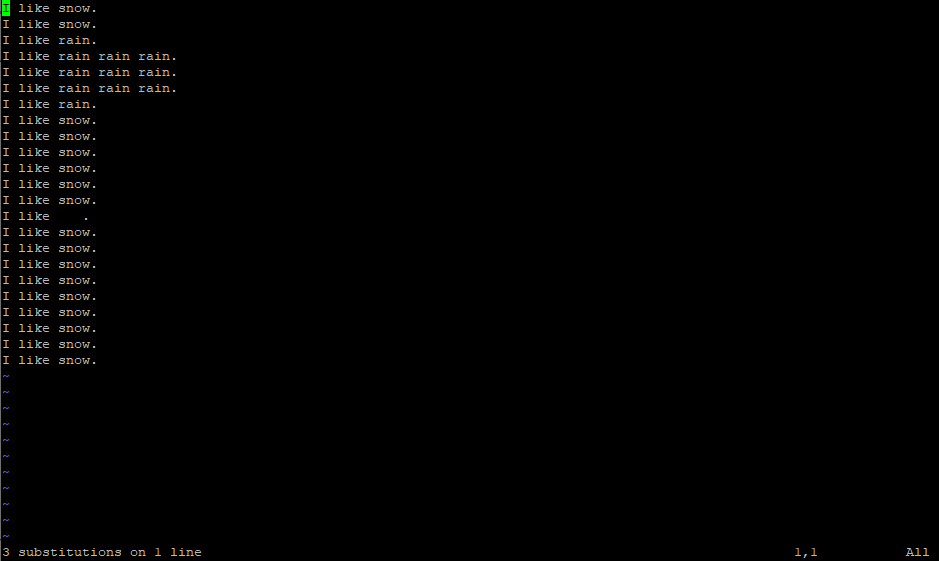 I like snow.
I like snow.
I like rain.
I like rain rain rain.
I like rain rain rain.
I like rain rain rain.
I like rain.
I like snow.
I like snow.
I like snow.
I like snow.
I like snow.
I like snow.
I like    .
I like snow.
I like snow.
I like snow.
I like snow.
I like snow.
I like snow.
I like snow.
I like snow.
I like snow.
~
~
~
~
~
~
~
~
~
~
~
3 substitutions on 1 line 1,1 All